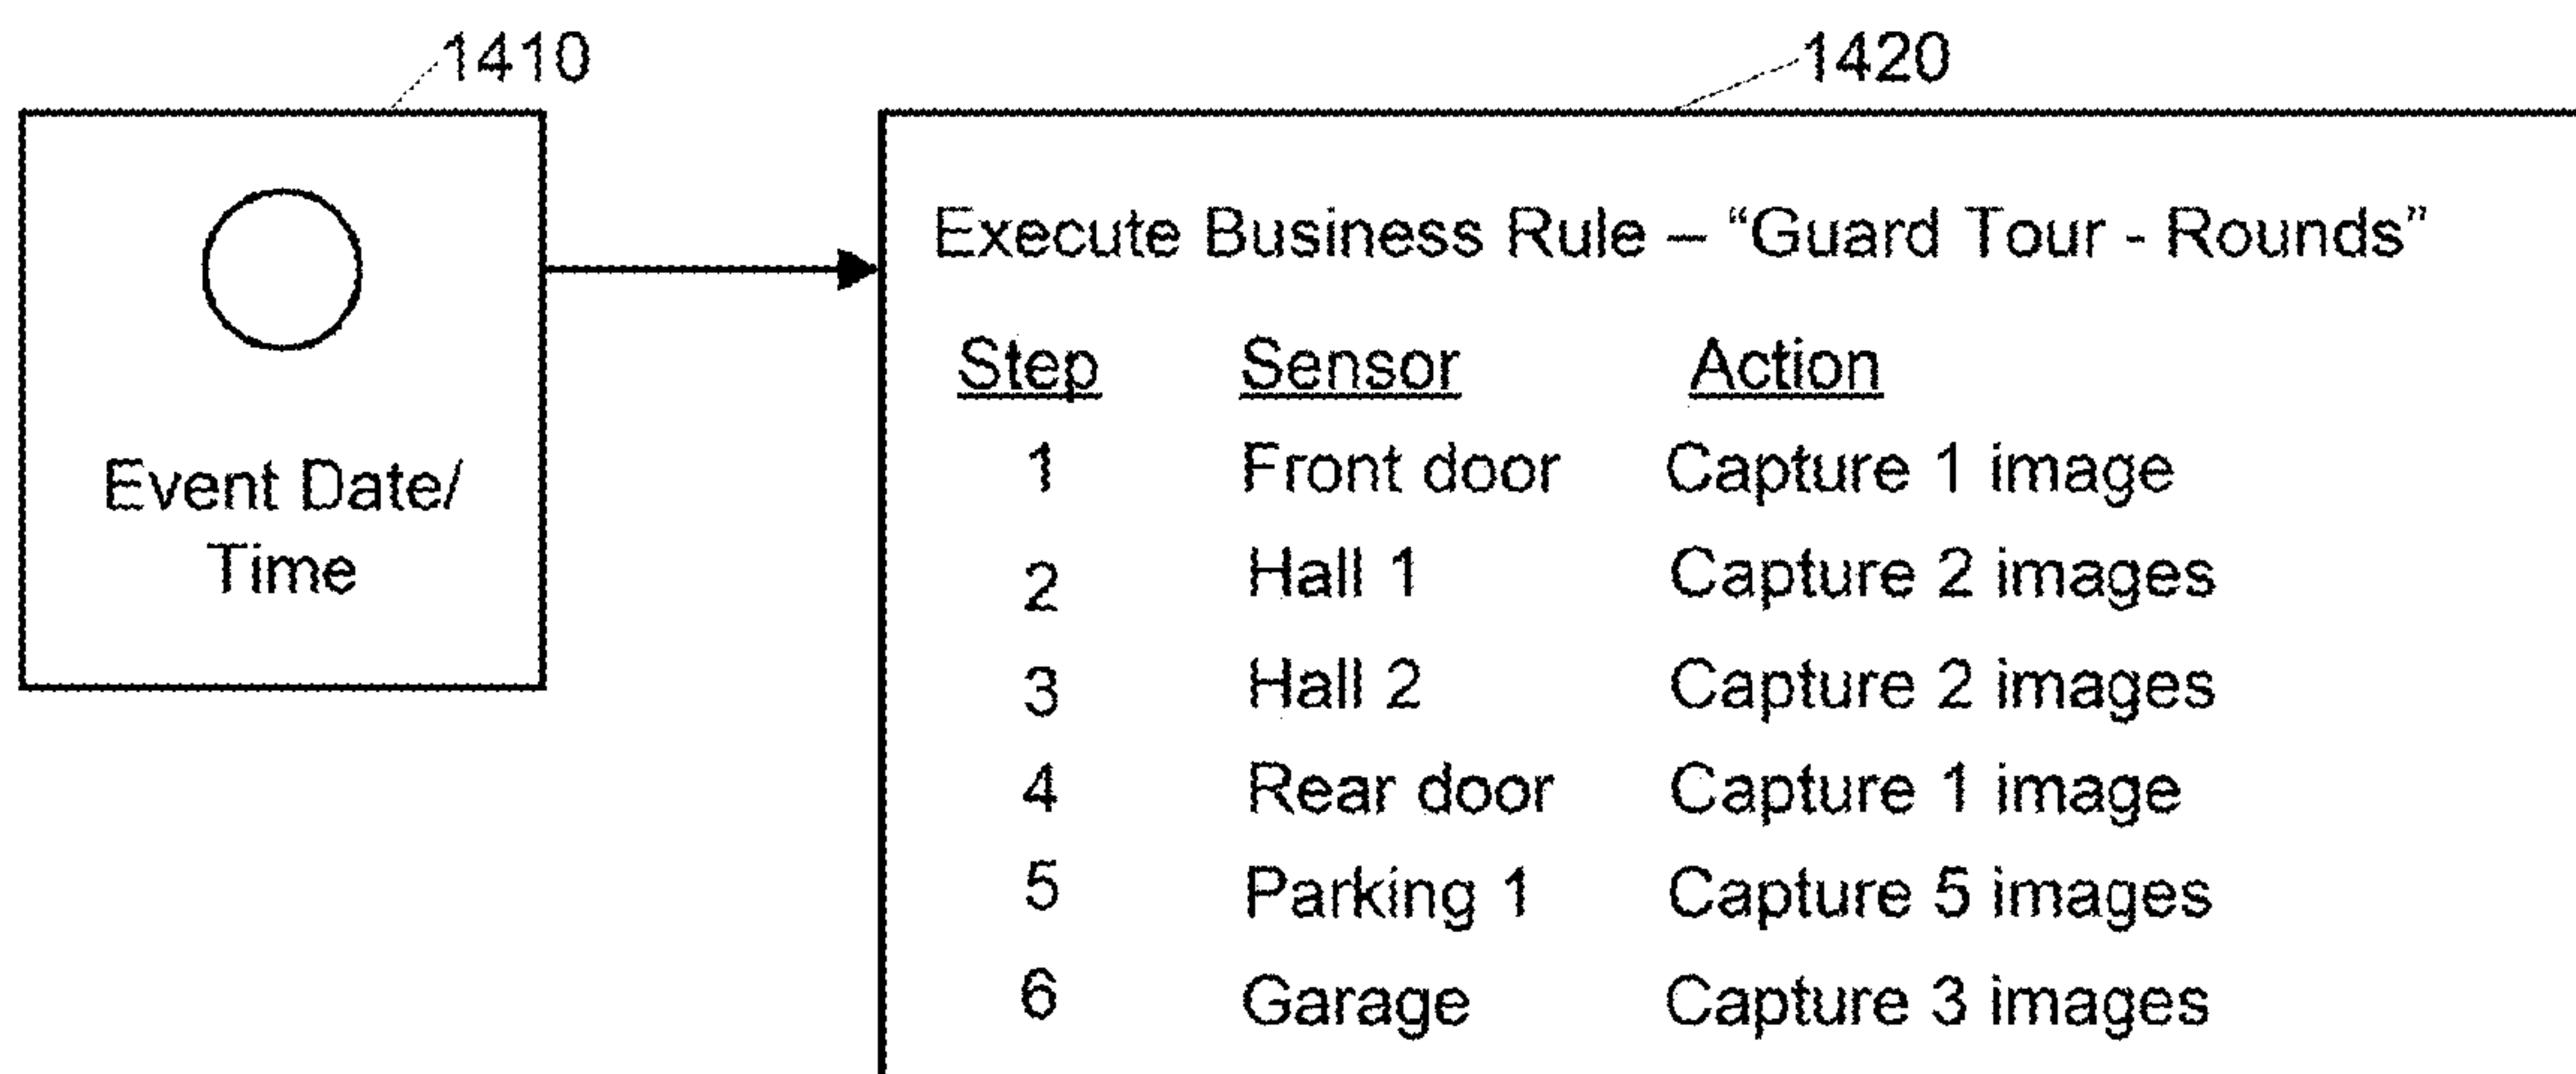 1410
1420
Event Date/
Time
Execute Business Rule – “Guard Tour - Rounds”
Step Sensor Action
1 Front door Capture 1 image
2 Hall 1 Capture 2 images
3 Hall 2 Capture 2 images
4 Rear door Capture 1 image
5 Parking 1 Capture 5 images
6 Garage Capture 3 images